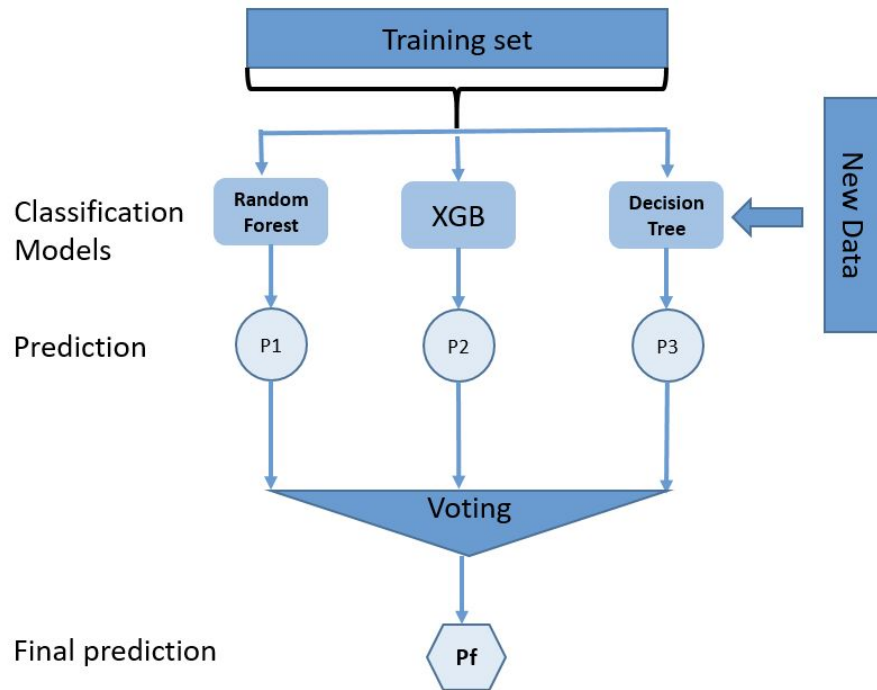 Training set
Classification
Models
Random
Forest
XGB
Decision
Tree
New Data
Prediction
P1
P2
P3
Voting
Final prediction
Pf